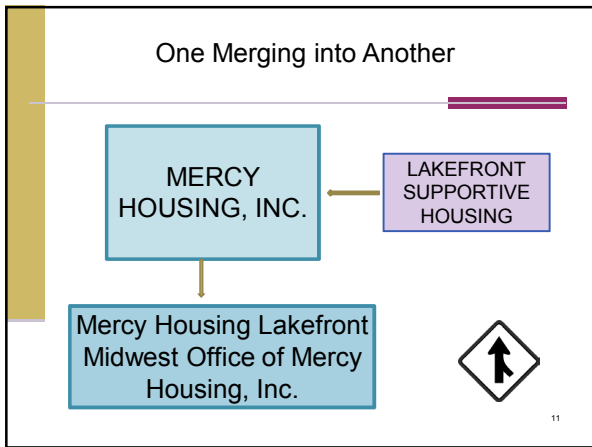 One Merging into Another
MERCY
HOUSING, INC.
LAKEFRONT
SUPPORTIVE
HOUSING
Mercy Housing Lakefront
Midwest Office of Mercy
Housing, Inc.
11